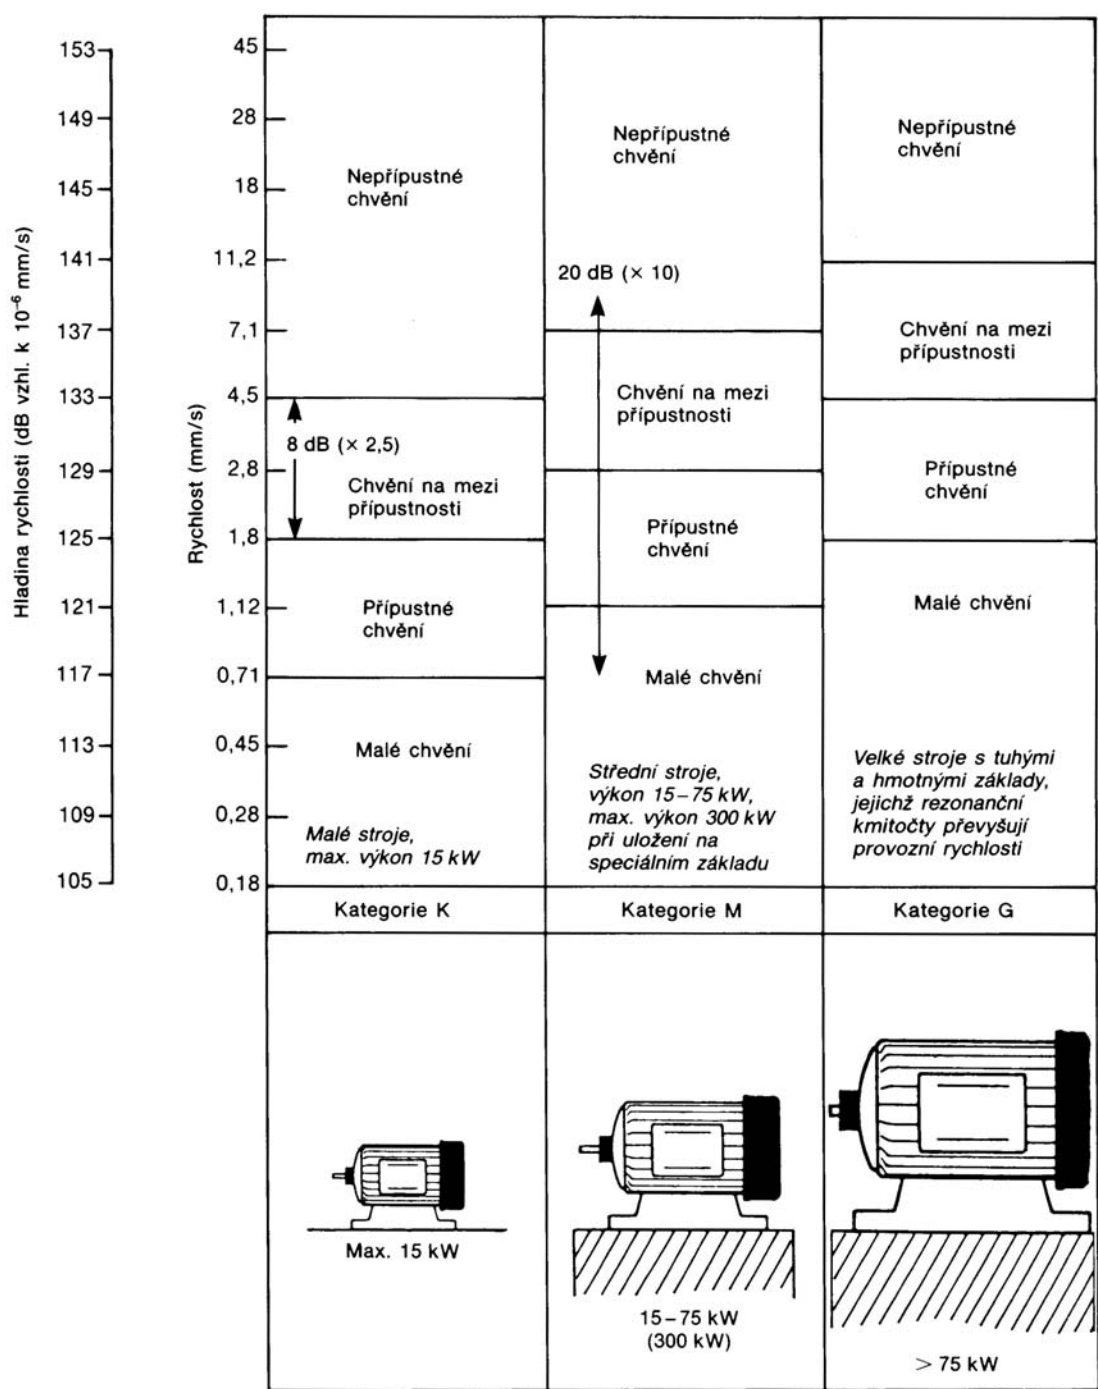 Hladina rychlosti (dB vzhl. k 10⁻⁶ mm/s)
153
149
145
141
137
133
129
125
121
117
113
109
105
Rychlost (mm/s)
45
28
18
11,2
7,1
4,5
2,8
1,8
1,12
0,71
0,45
0,28
0,18
Nepřípustné
chvění
8 dB (× 2,5)
Chvění na mezi
přípustnosti
Přípustné
chvění
Malé chvění
Malé stroje,
max. výkon 15 kW
Kategorie K
Max. 15 kW
Nepřípustné
chvění
20 dB (× 10)
Chvění na mezi
přípustnosti
Přípustné
chvění
Malé chvění
Střední stroje,
výkon 15–75 kW,
max. výkon 300 kW
při uložení na
speciálním základu
Kategorie M
15–75 kW
(300 kW)
Nepřípustné
chvění
Chvění na mezi
přípustnosti
Přípustné
chvění
Malé chvění
Velké stroje s tuhými
a hmotnými základy,
jejichž rezonanční
kmitočty převyšují
provozní rychlosti
Kategorie G
> 75 kW